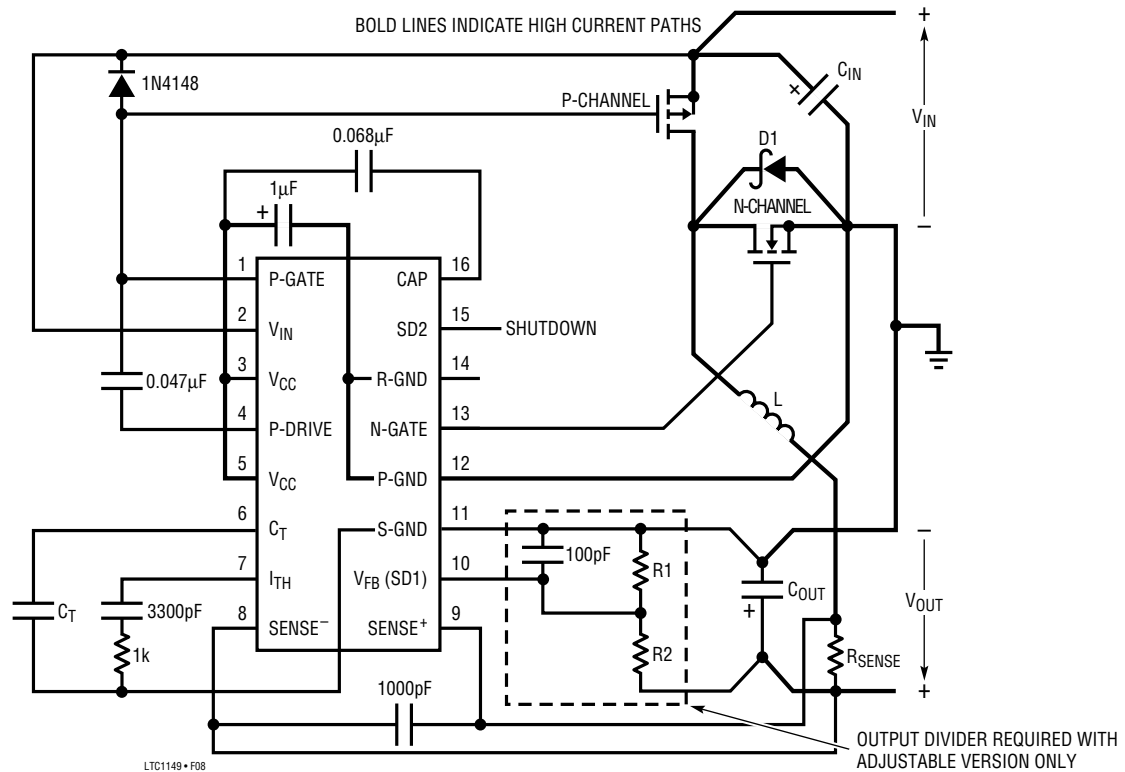 BOLD LINES INDICATE HIGH CURRENT PATHS
+
1N4148
P-CHANNEL
+
CIN
VIN
0.068µF
D1
1µF
+
N-CHANNEL
−
1
P-GATE
CAP
16
2
VIN
SD2
15
SHUTDOWN
3
VCC
R-GND
14
0.047µF
4
P-DRIVE
N-GATE
13
L
5
VCC
P-GND
12
6
CT
S-GND
11
−
100pF
R1
7
ITH
VFB (SD1)
10
COUT
+
VOUT
CT
3300pF
8
SENSE−
SENSE+
9
1k
R2
RSENSE
1000pF
+
OUTPUT DIVIDER REQUIRED WITH
ADJUSTABLE VERSION ONLY
LTC1149 • F08